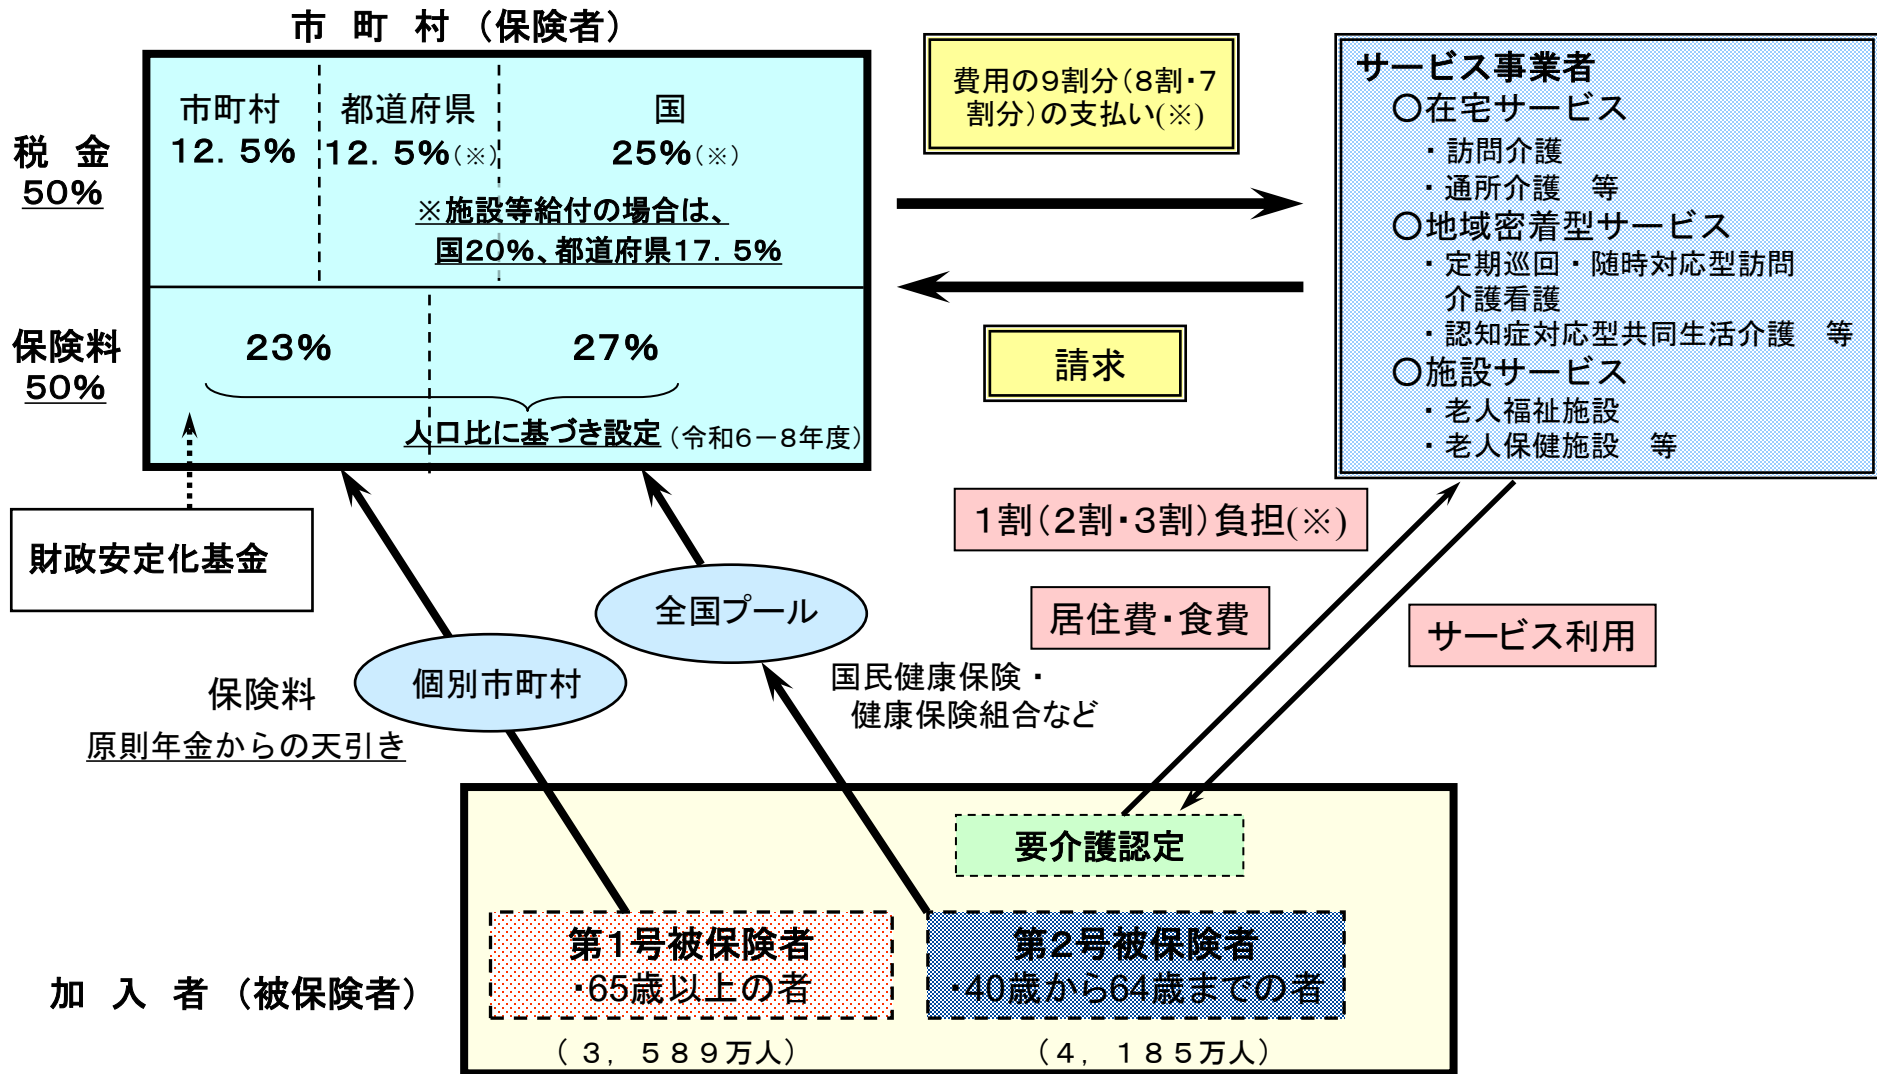 市 町 村 （保険者）
税 金
50%
市町村
12．5%
都道府県
12．5%(※)
国
25%(※)
※施設等給付の場合は、
国20%、都道府県17．5%
保険料
50%
23%
27%
人口比に基づき設定 (令和6－8年度)
財政安定化基金
費用の9割分（8割・7
割分）の支払い(※)
請求
サービス事業者
○在宅サービス
・訪問介護
・通所介護 等
○地域密着型サービス
・定期巡回・随時対応型訪問
介護看護
・認知症対応型共同生活介護 等
○施設サービス
・老人福祉施設
・老人保健施設 等
1割（2割・3割）負担(※)
居住費・食費
サービス利用
全国プール
個別市町村
国民健康保険・
健康保険組合など
保険料
原則年金からの天引き
要介護認定
第1号被保険者
・65歳以上の者
第2号被保険者
・40歳から64歳までの者
加 入 者 （被保険者）
（３，５８９万人）
（４，１８５万人）